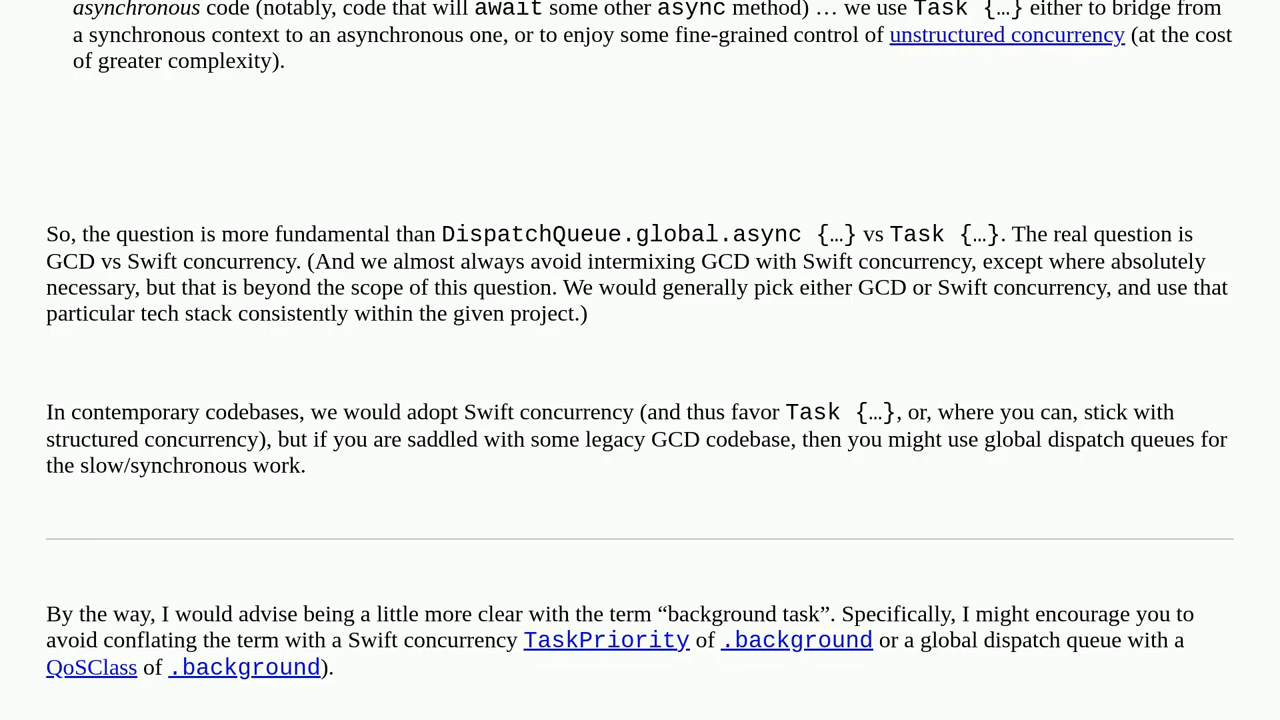 asynchronous code (notably, code that will await some other async method) … we use Task {…} either to bridge from
a synchronous context to an asynchronous one, or to enjoy some fine-grained control of unstructured concurrency (at the cost
of greater complexity).
So, the question is more fundamental than DispatchQueue.global.async {…} vs Task {…}. The real question is
GCD vs Swift concurrency. (And we almost always avoid intermixing GCD with Swift concurrency, except where absolutely
necessary, but that is beyond the scope of this question. We would generally pick either GCD or Swift concurrency, and use that
particular tech stack consistently within the given project.)
In contemporary codebases, we would adopt Swift concurrency (and thus favor Task {…}, or, where you can, stick with
structured concurrency), but if you are saddled with some legacy GCD codebase, then you might use global dispatch queues for
the slow/synchronous work.
By the way, I would advise being a little more clear with the term “background task”. Specifically, I might encourage you to
avoid conflating the term with a Swift concurrency TaskPriority of .background or a global dispatch queue with a
QoSClass of .background).